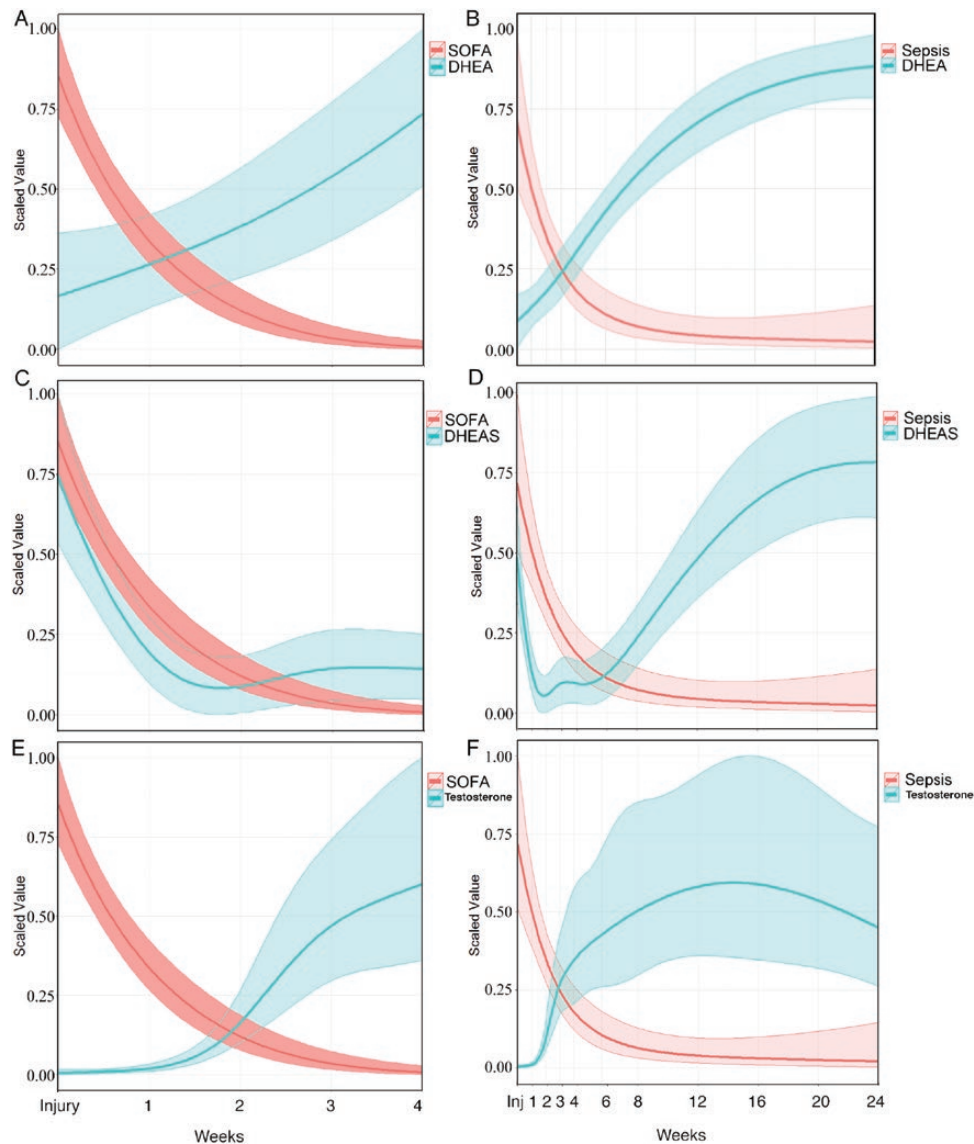 A
SOFA
DHEA
1.00
0.75
0.50
0.25
0.00
Scaled Value
B
Sepsis
DHEA
1.00
0.75
0.50
0.25
0.00
Scaled Value
C
SOFA
DHEAS
1.00
0.75
0.50
0.25
0.00
Scaled Value
D
Sepsis
DHEAS
1.00
0.75
0.50
0.25
0.00
Scaled Value
E
SOFA
Testosterone
1.00
0.75
0.50
0.25
0.00
Scaled Value
Injury 1 2 3 4
Weeks
F
Sepsis
Testosterone
1.00
0.75
0.50
0.25
0.00
Scaled Value
Inj 1 2 3 4 6 8 12 16 20 24
Weeks